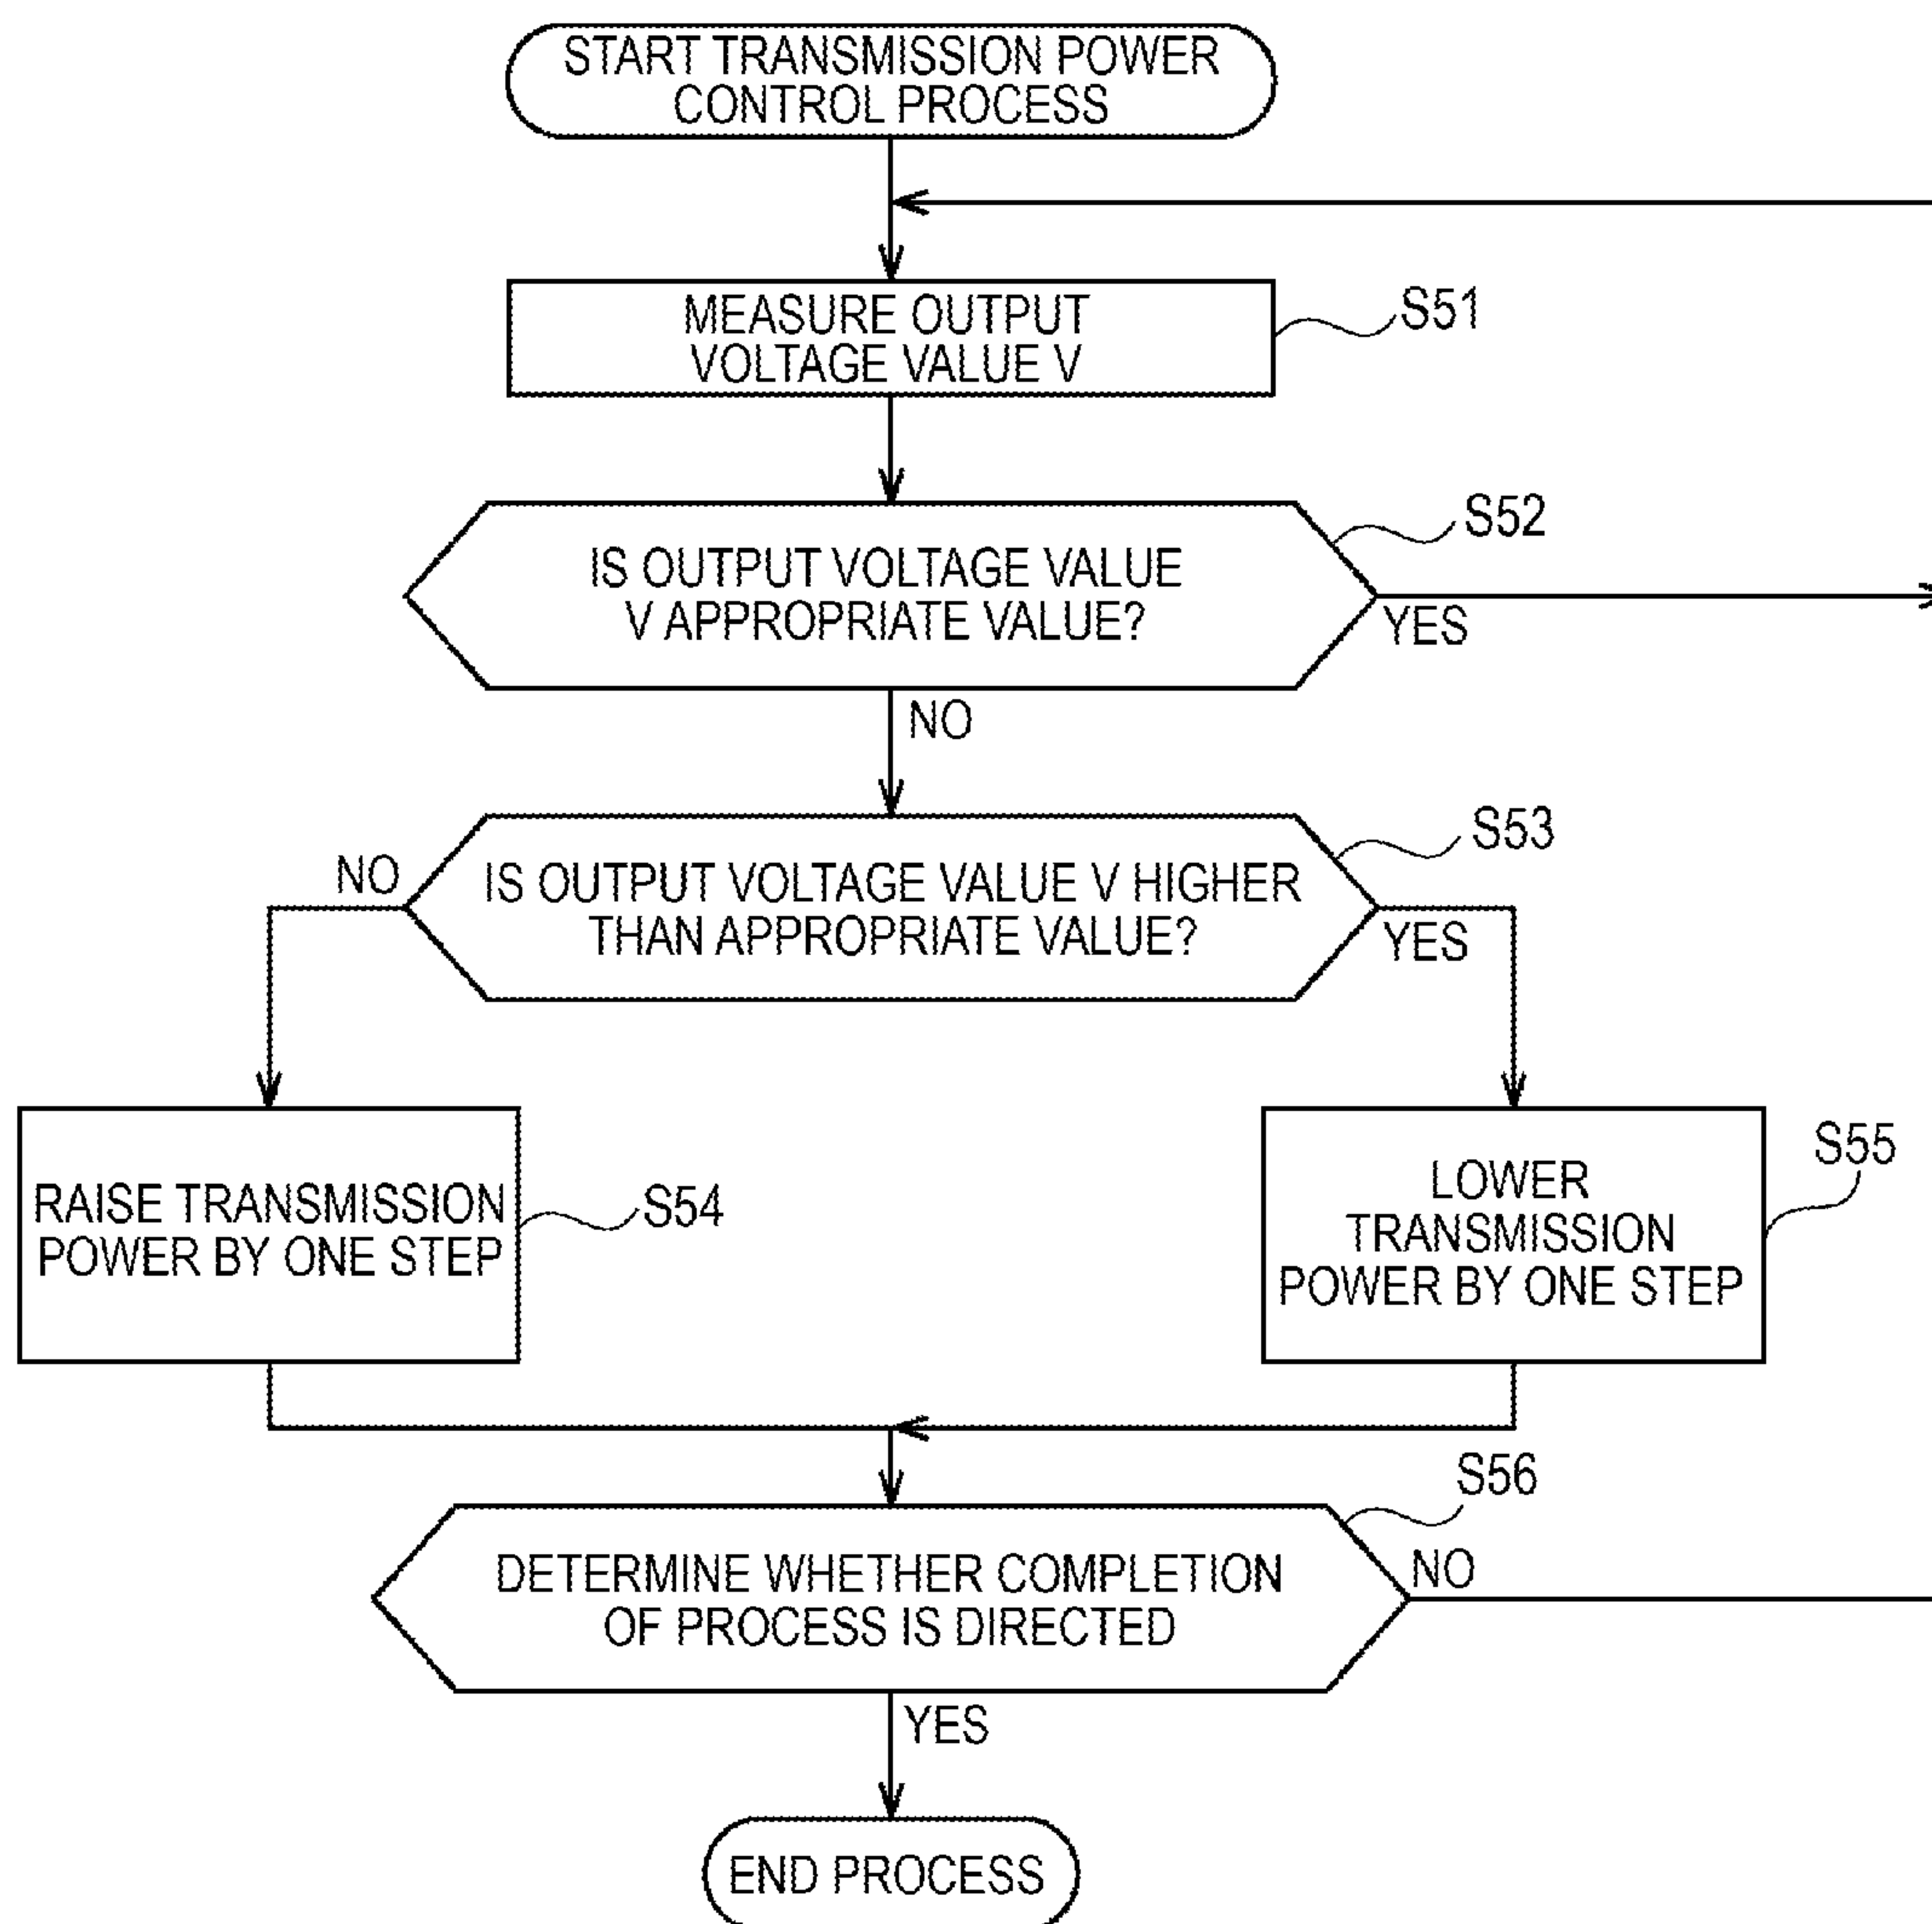 START TRANSMISSION POWER
CONTROL PROCESS
MEASURE OUTPUT
VOLTAGE VALUE V
S51
IS OUTPUT VOLTAGE VALUE
V APPROPRIATE VALUE?
S52
YES
NO
IS OUTPUT VOLTAGE VALUE V HIGHER
THAN APPROPRIATE VALUE?
S53
NO
YES
RAISE TRANSMISSION
POWER BY ONE STEP
S54
LOWER
TRANSMISSION
POWER BY ONE STEP
S55
DETERMINE WHETHER COMPLETION
OF PROCESS IS DIRECTED
S56
NO
YES
END PROCESS